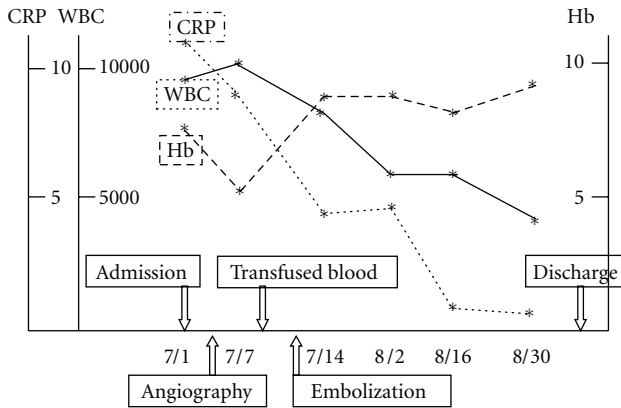 CRP WBC Hb
CRP
10 10000 10
WBC
Hb
5 5000 5
Admission Transfused blood Discharge
7/1 7/7 7/14 8/2 8/16 8/30
Angiography Embolization